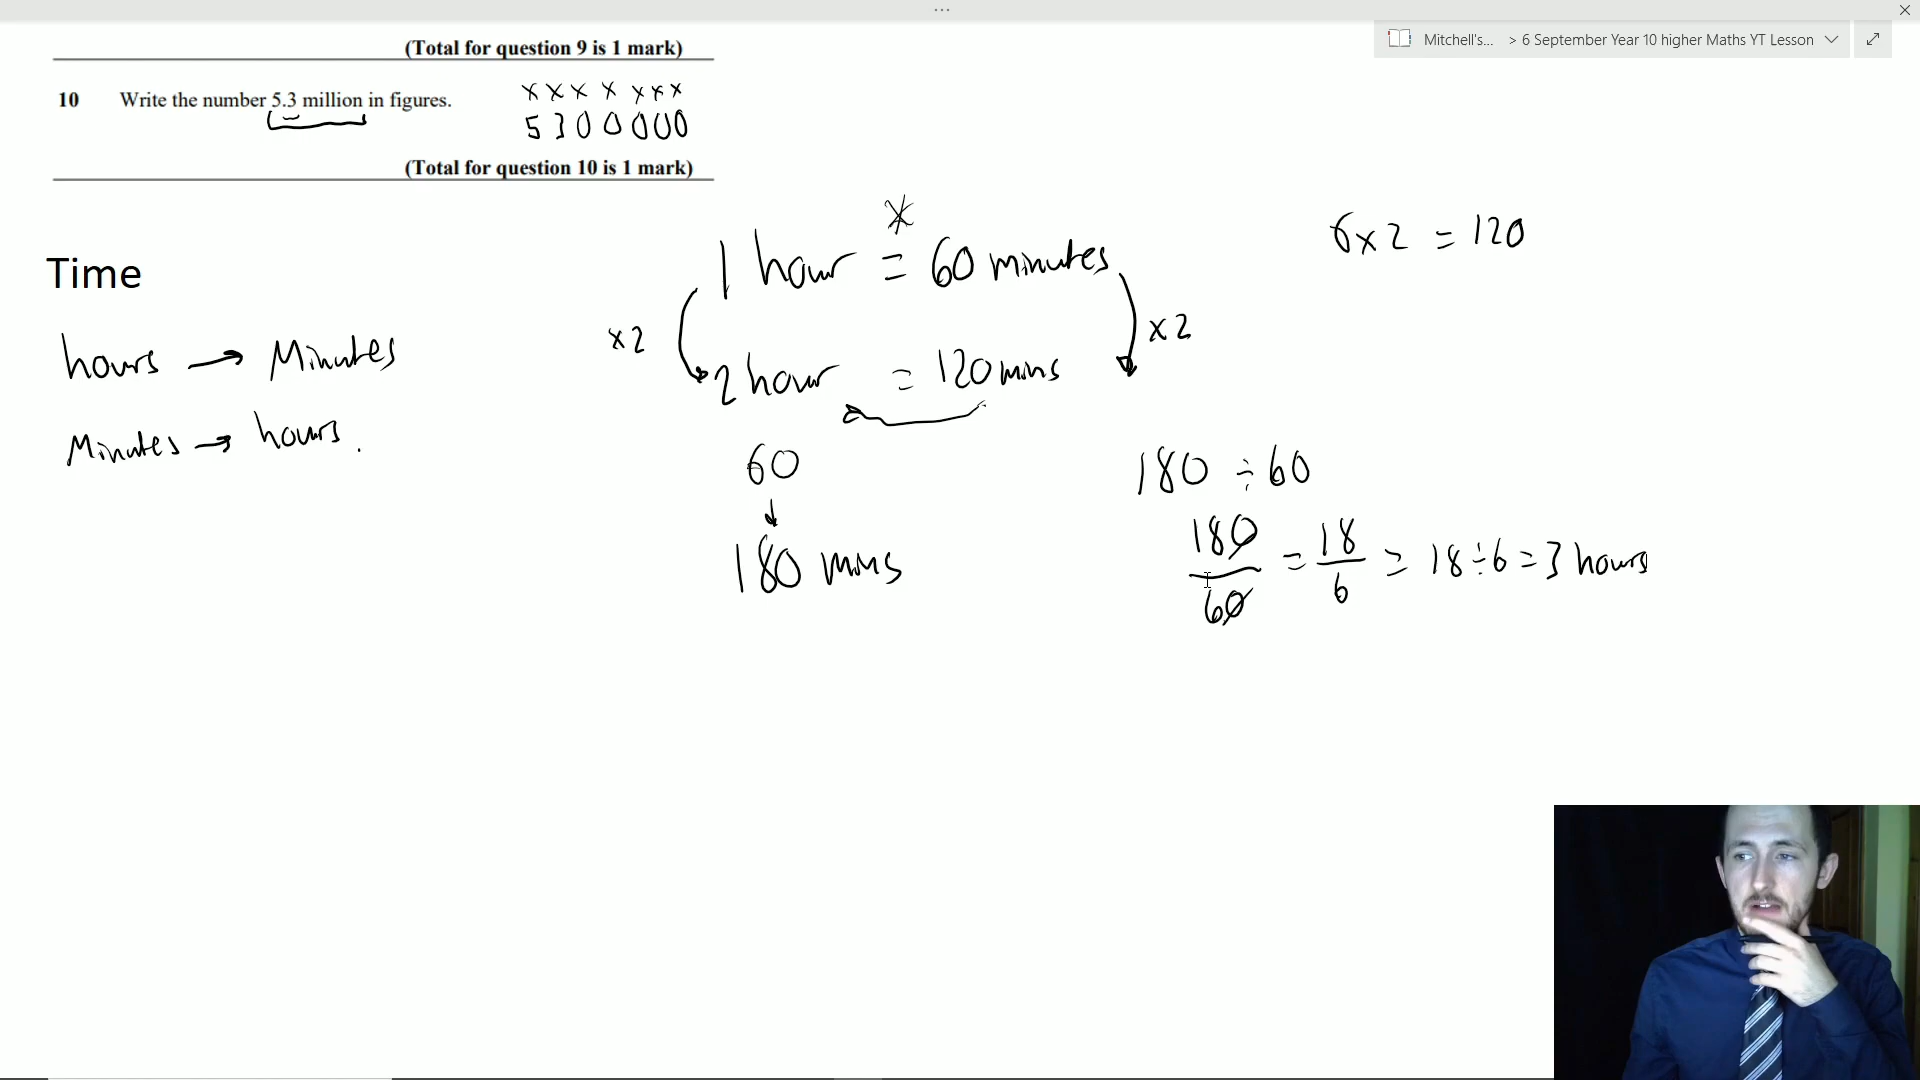 ...
Mitchell's... > 6 September Year 10 higher Maths YT Lesson
(Total for question 9 is 1 mark)
10 Write the number 5.3 million in figures.
x x x x x x x
5 3 0 0 0 0 0
(Total for question 10 is 1 mark)
Time
hours → Minutes
Minutes → hours.
*
1 hour = 60 minutes
x2
x2
2 hour = 120 mins
60
↓
180 mins
6x2 = 120
180 ÷ 60
180/60 = 18/6 = 18÷6 = 3 hours